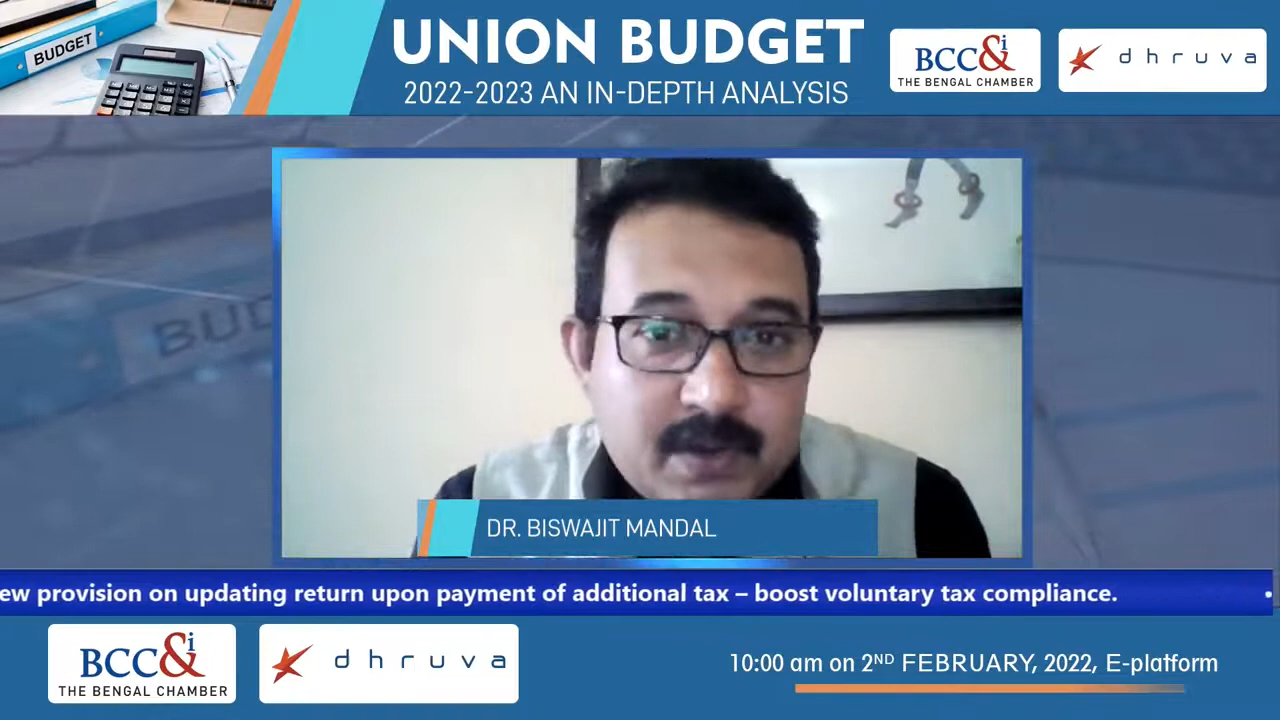 BUDGET
UNION BUDGET
2022-2023 AN IN-DEPTH ANALYSIS
BCC&i
THE BENGAL CHAMBER
dhruva
BUD
DR. BISWAJIT MANDAL
ew provision on updating return upon payment of additional tax – boost voluntary tax compliance. •
BCC&i
THE BENGAL CHAMBER
dhruva
10:00 am on 2ND FEBRUARY, 2022, E-platform